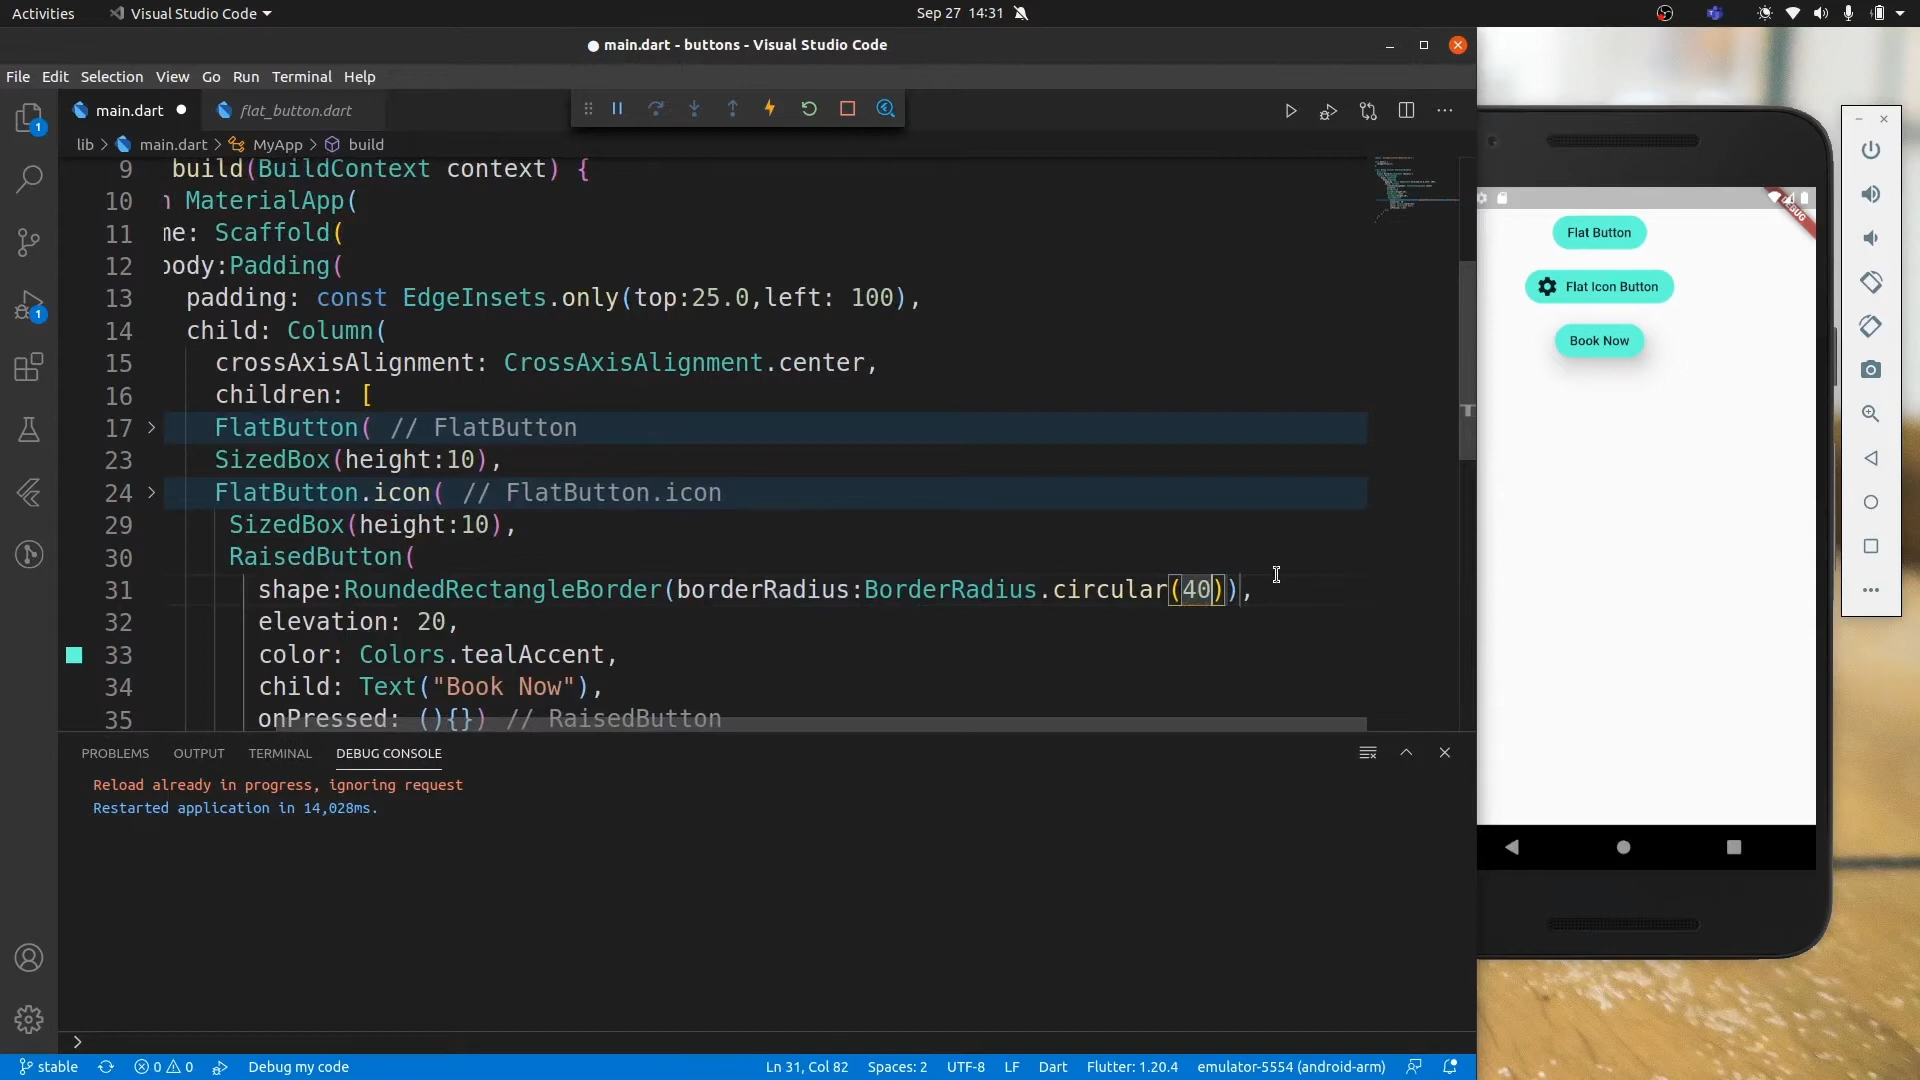 Activities
Visual Studio Code
Sep 27 14:31
main.dart - buttons - Visual Studio Code
File Edit Selection View Go Run Terminal Help
main.dart
flat_button.dart
lib > main.dart > MyApp > build
9 build(BuildContext context) {
10 n MaterialApp(
11 me: Scaffold(
12 body:Padding(
13 padding: const EdgeInsets.only(top:25.0,left: 100),
14 child: Column(
15 crossAxisAlignment: CrossAxisAlignment.center,
16 children: [
17 FlatButton( // FlatButton
23 SizedBox(height:10),
24 FlatButton.icon( // FlatButton.icon
29 SizedBox(height:10),
30 RaisedButton(
31 shape:RoundedRectangleBorder(borderRadius:BorderRadius.circular(40)),
32 elevation: 20,
33 color: Colors.tealAccent,
34 child: Text("Book Now"),
35 onPressed: (){}) // RaisedButton
PROBLEMS OUTPUT TERMINAL DEBUG CONSOLE
Reload already in progress, ignoring request
Restarted application in 14,028ms.
stable
0 0
Debug my code
Ln 31, Col 82
Spaces: 2
UTF-8
LF
Dart
Flutter: 1.20.4
emulator-5554 (android-arm)
1
1
DEBUG
Flat Button
Flat Icon Button
Book Now